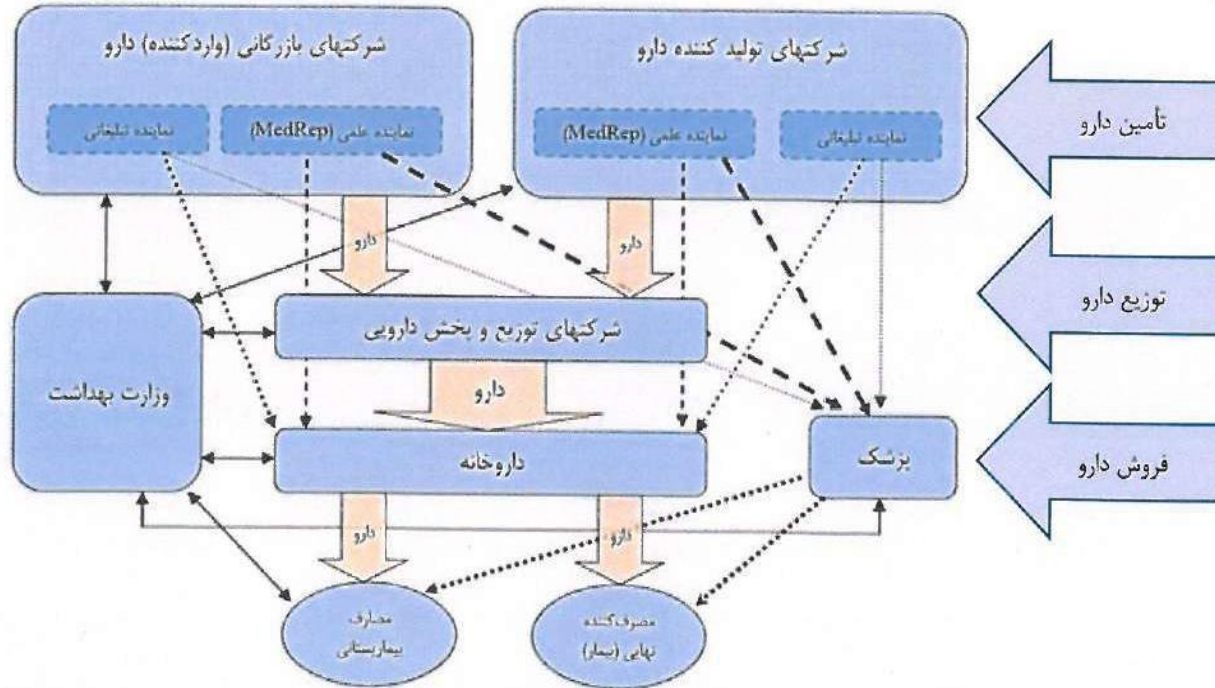 شرکتهای تولید کننده دارو
نماینده تبلیغاتی
نماینده علمی (MedRep)
شرکتهای بازرگانی (واردکننده) دارو
نماینده علمی (MedRep)
نماینده تبلیغاتی
تأمین دارو
دارو
دارو
توزیع دارو
شرکتهای توزیع و پخش دارویی
وزارت بهداشت
دارو
فروش دارو
پزشک
داروخانه
دارو
دارو
مصرف‌کننده
نهایی (بیمار)
مصارف
بیمارستانی